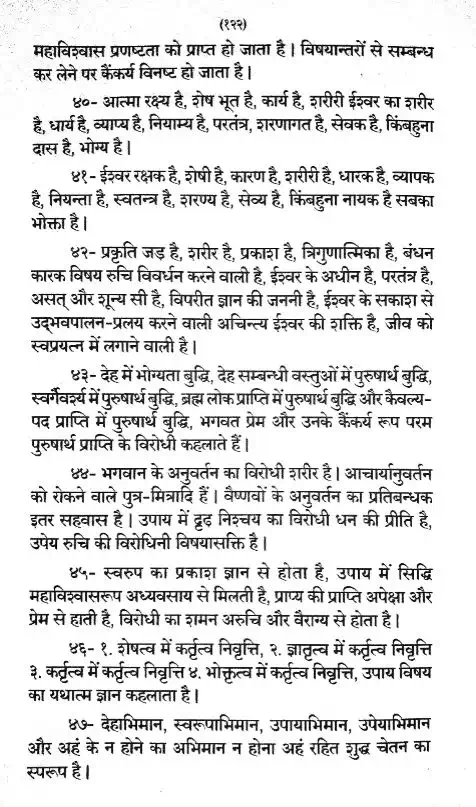 (१२२)
महाविश्वास प्रणष्टता को प्राप्त हो जाता है। विषयान्तरों से सम्बन्ध
कर लेने पर कैंकर्य विनष्ट हो जाता है।
४०- आत्मा रक्ष्य है, शेष भूत है, कार्य है, शरीरी ईश्वर का शरीर
है, धार्य है, व्याप्य है, नियाम्य है, परतंत्र, शरणागत है, सेवक है, किंबहुना
दास है, भोग्य है।
४१- ईश्वर रक्षक है, शेषी है, कारण है, शरीरी है, धारक है, व्यापक
है, नियन्ता है, स्वतन्त्र है, शरण्य है, सेव्य है, किंबहुना नायक है सबका
भोक्ता है।
४२- प्रकृति जड़ है, शरीर है, प्रकाश है, त्रिगुणात्मिका है, बंधन
कारक विषय रुचि विवर्धन करने वाली है, ईश्वर के अधीन है, परतंत्र है,
असत् और शून्य सी है, विपरीत ज्ञान की जननी है, ईश्वर के सकाश से
उद्भवपालन-प्रलय करने वाली अचिन्त्य ईश्वर की शक्ति है, जीव को
स्वप्रयत्न में लगाने वाली है।
४३- देह में भोग्यता बुद्धि, देह सम्बन्धी वस्तुओं में पुरुषार्थ बुद्धि,
स्वर्गैवर्श्य में पुरुषार्थ बुद्धि, ब्रह्म लोक प्राप्ति में पुरुषार्थ बुद्धि और कैवल्य-
पद प्राप्ति में पुरुषार्थ बुद्धि, भगवत प्रेम और उनके कैंकर्य रूप परम
पुरुषार्थ प्राप्ति के विरोधी कहलाते हैं।
४४- भगवान के अनुवर्तन का विरोधी शरीर है। आचार्यानुवर्तन
को रोकने वाले पुत्र-मित्रादि हैं। वैष्णवों के अनुवर्तन का प्रतिबन्धक
इतर सहवास है। उपाय में दृढ निश्चय का विरोधी धन की प्रीति है,
उपेय रुचि की विरोधिनी विषयासक्ति है।
४५- स्वरुप का प्रकाश ज्ञान से होता है, उपाय में सिद्धि
महाविश्वासरूप अध्यवसाय से मिलती है, प्राप्य की प्राप्ति अपेक्षा और
प्रेम से हाती है, विरोधी का शमन अरुचि और वैराग्य से होता है।
४६- १. शेषत्व में कर्तृत्व निवृत्ति, २. ज्ञातृत्व में कर्तृत्व निवृत्ति
३. कर्तृत्व में कर्तृत्व निवृत्ति ४. भोक्तृत्व में कर्तृत्व निवृत्ति, उपाय विषय
का यथात्म ज्ञान कहलाता है।
४७- देहाभिमान, स्वरूपाभिमान, उपायाभिमान, उपेयाभिमान
और अहं के न होने का अभिमान न होना अहं रहित शुद्ध चेतन का
स्परूप है।